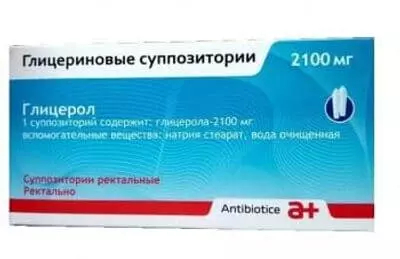 Глицериновые суппозитории 2100 мг
Глицерол
1 суппозиторий содержит: глицерола-2100 мг
вспомогательные вещества: натрия стеарат, вода очищенная
Суппозитории ректальные
Ректально
Antibiotice a+